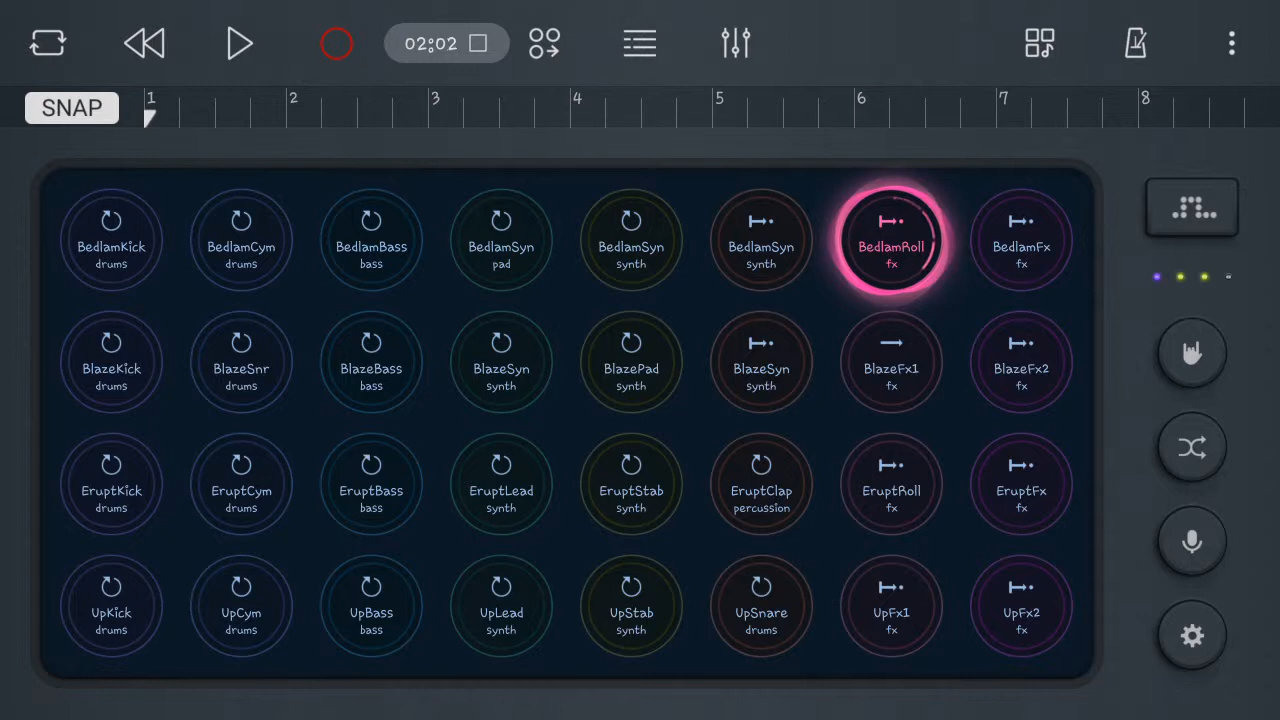 02:02
SNAP
1 2 3 4 5 6 7 8
BedlamKick BedlamCym BedlamBass BedlamSyn BedlamSyn BedlamSyn BedlamRoll BedlamFx
drums drums bass pad synth synth fx fx
BlazeKick BlazeSnr BlazeBass BlazeSyn BlazePad BlazeSyn BlazeFx1 BlazeFx2
drums drums bass synth synth synth fx fx
EruptKick EruptCym EruptBass EruptLead EruptStab EruptClap EruptRoll EruptFx
drums drums bass synth synth percussion fx fx
UpKick UpCym UpBass UpLead UpStab UpSnare UpFx1 UpFx2
drums drums bass synth synth drums fx fx